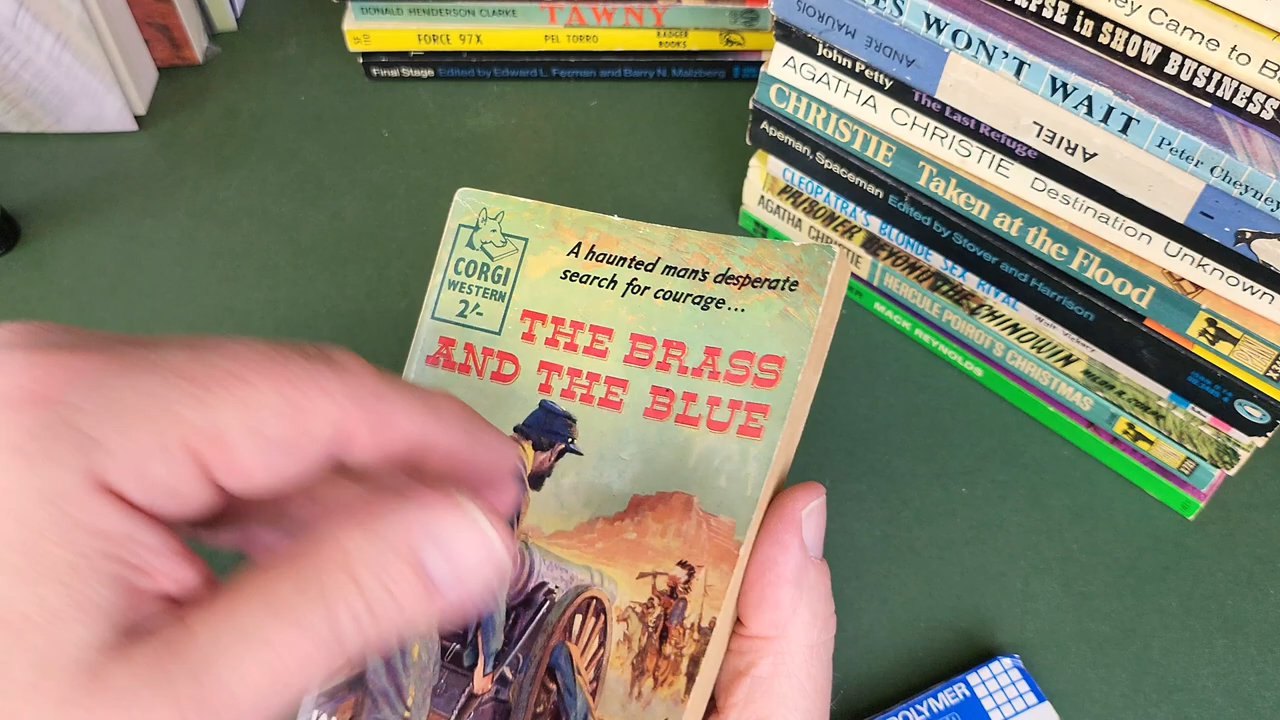 DONALD HENDERSON CLARKE TAWNY
FORCE 97X PEL TORRO BADGER BOOKS
Final Stage Edited by Edward L. Ferman and Barry N. Malzberg
ey Came to B
RPSE in SHOW BUSINESS
WON'T WAIT Peter Cheyney
ANDRÉ MAUROIS ARIEL
John Petty The Last Refuge
AGATHA CHRISTIE Destination Unknown
CHRISTIE Taken at the Flood
Apeman, Spaceman Edited by Stover and Harrison
CLEOPATRA'S BLONDE SEX RIVAL
PRISONER BEYOND THE CHINDWIN
AGATHA CHRISTIE HERCULE POIROT'S CHRISTMAS
MACK REYNOLDS
CORGI
WESTERN
2/-
A haunted man's desperate
search for courage...
THE BRASS
AND THE BLUE
POLYMER